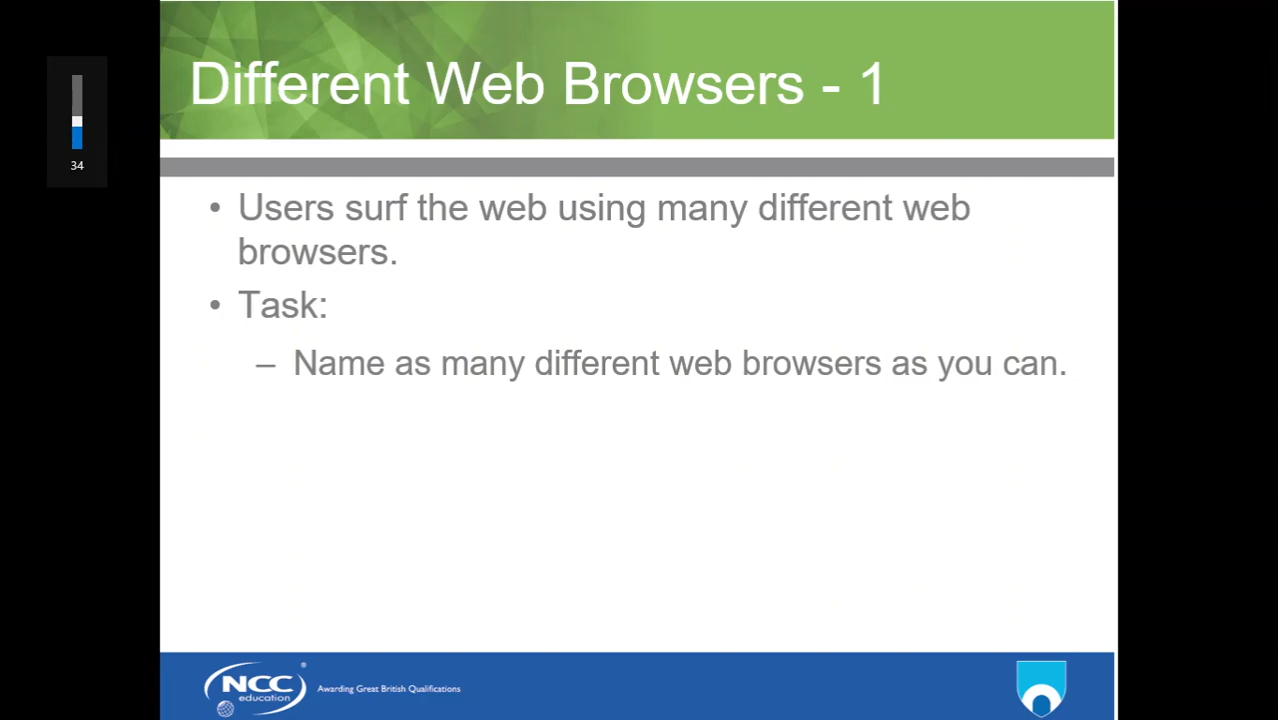 Different Web Browsers - 1
34
• Users surf the web using many different web
browsers.
• Task:
– Name as many different web browsers as you can.
NCC
education
®
Awarding Great British Qualifications